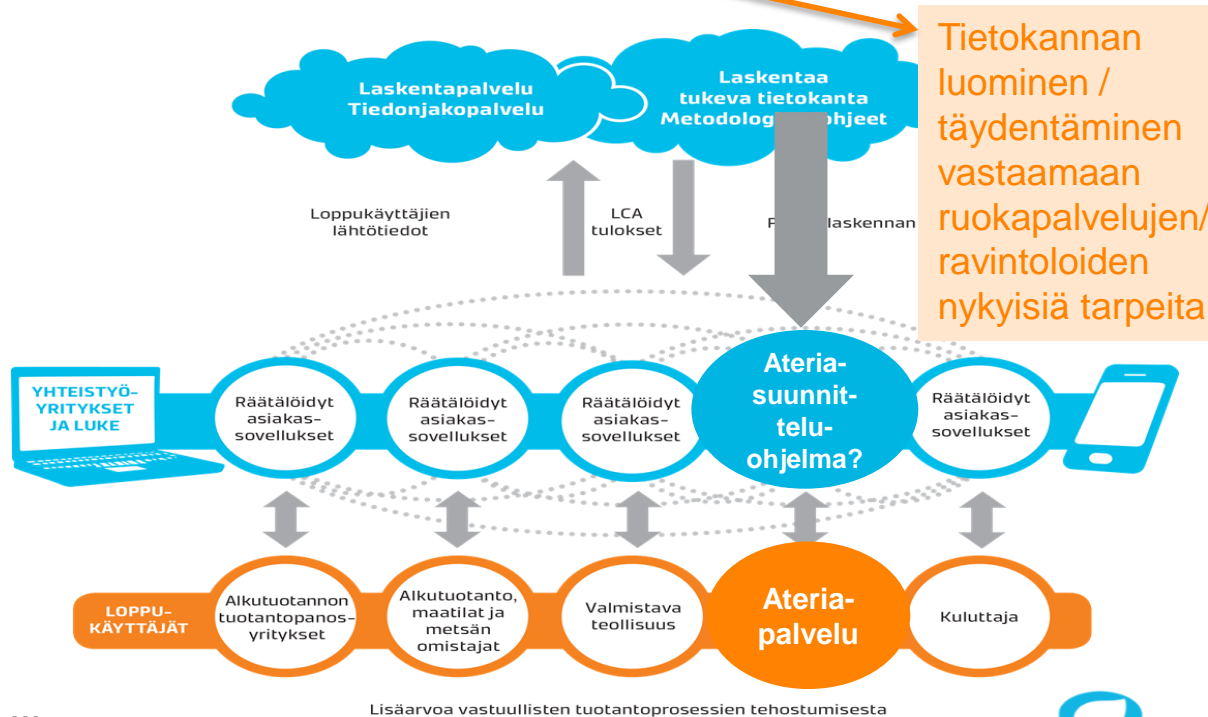 Tietokannan
luominen /
täydentäminen
vastaamaan
ruokapalvelujen/
ravintoloiden
nykyisiä tarpeita
Laskentapalvelu
Tiedonjakopalvelu
Laskentaa
tukeva tietokanta
Loppukäyttäjien
lähtötiedot
LCA
tulokset
laskennan
YHTEISTYÖ-
YRITYKSET
JA LUKE
Räätälöidyt
asiakas-
sovellukset
Räätälöidyt
asiakas-
sovellukset
Räätälöidyt
asiakas-
sovellukset
Ateria-
suunnit-
telu-
ohjelma?
Räätälöidyt
asiakas-
sovellukset
LOPPU-
KÄYTTÄJÄT
Alkutuotannon
tuotantopanos-
yritykset
Alkutuotanto,
maatilat ja
metsän
omistajat
Valmistava
teollisuus
Ateria-
palvelu
Kuluttaja
Lisäarvoa vastuullisten tuotantoprosessien tehostumisesta